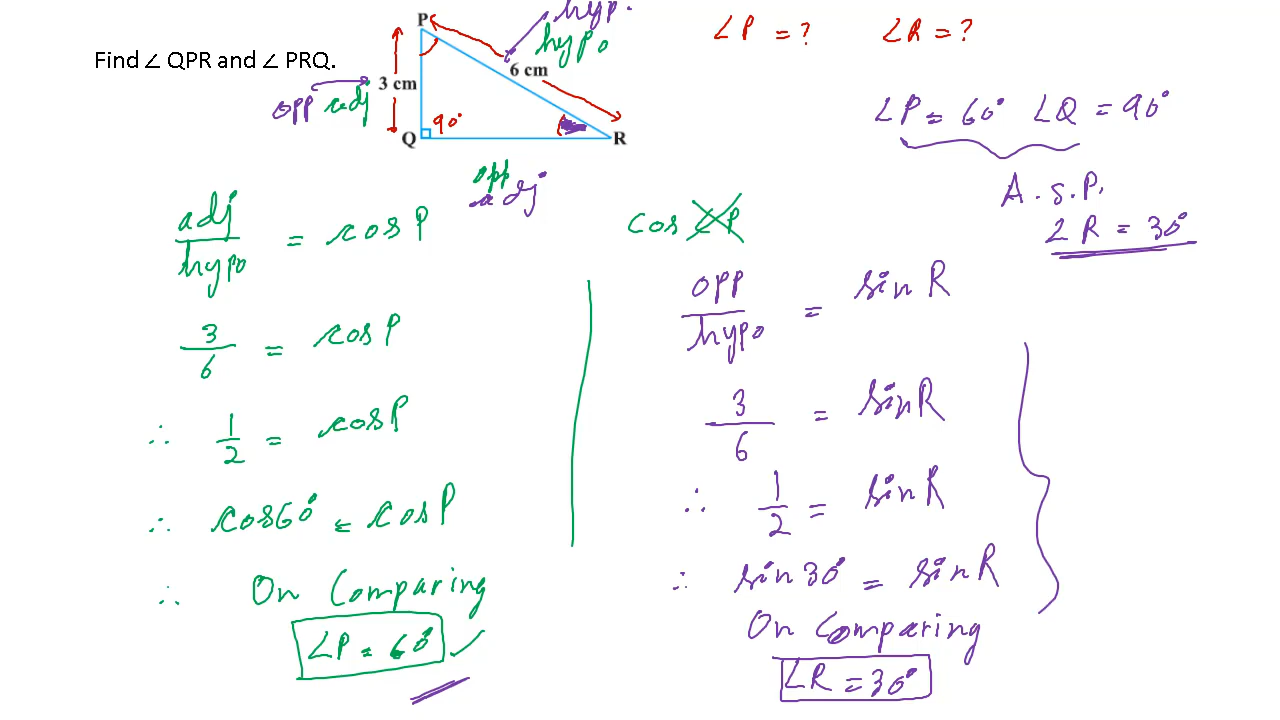 Find ∠ QPR and ∠ PRQ.
P
hyp.
hypo
6 cm
3 cm
opp adj
Q
90°
R
opp
adj
∠P = ? ∠R = ?
∠P = 60° ∠Q = 90°
A.S.P.
∠R = 30°
adj/hypo = cos P
3/6 = cos P
∴ 1/2 = cos P
∴ cos60° = cos P
∴ On Comparing
∠P = 60° ✓
cos ∠P
opp/hypo = sin R
3/6 = sin R
∴ 1/2 = sin R
∴ sin 30° = sin R
On Comparing
∠R = 30°